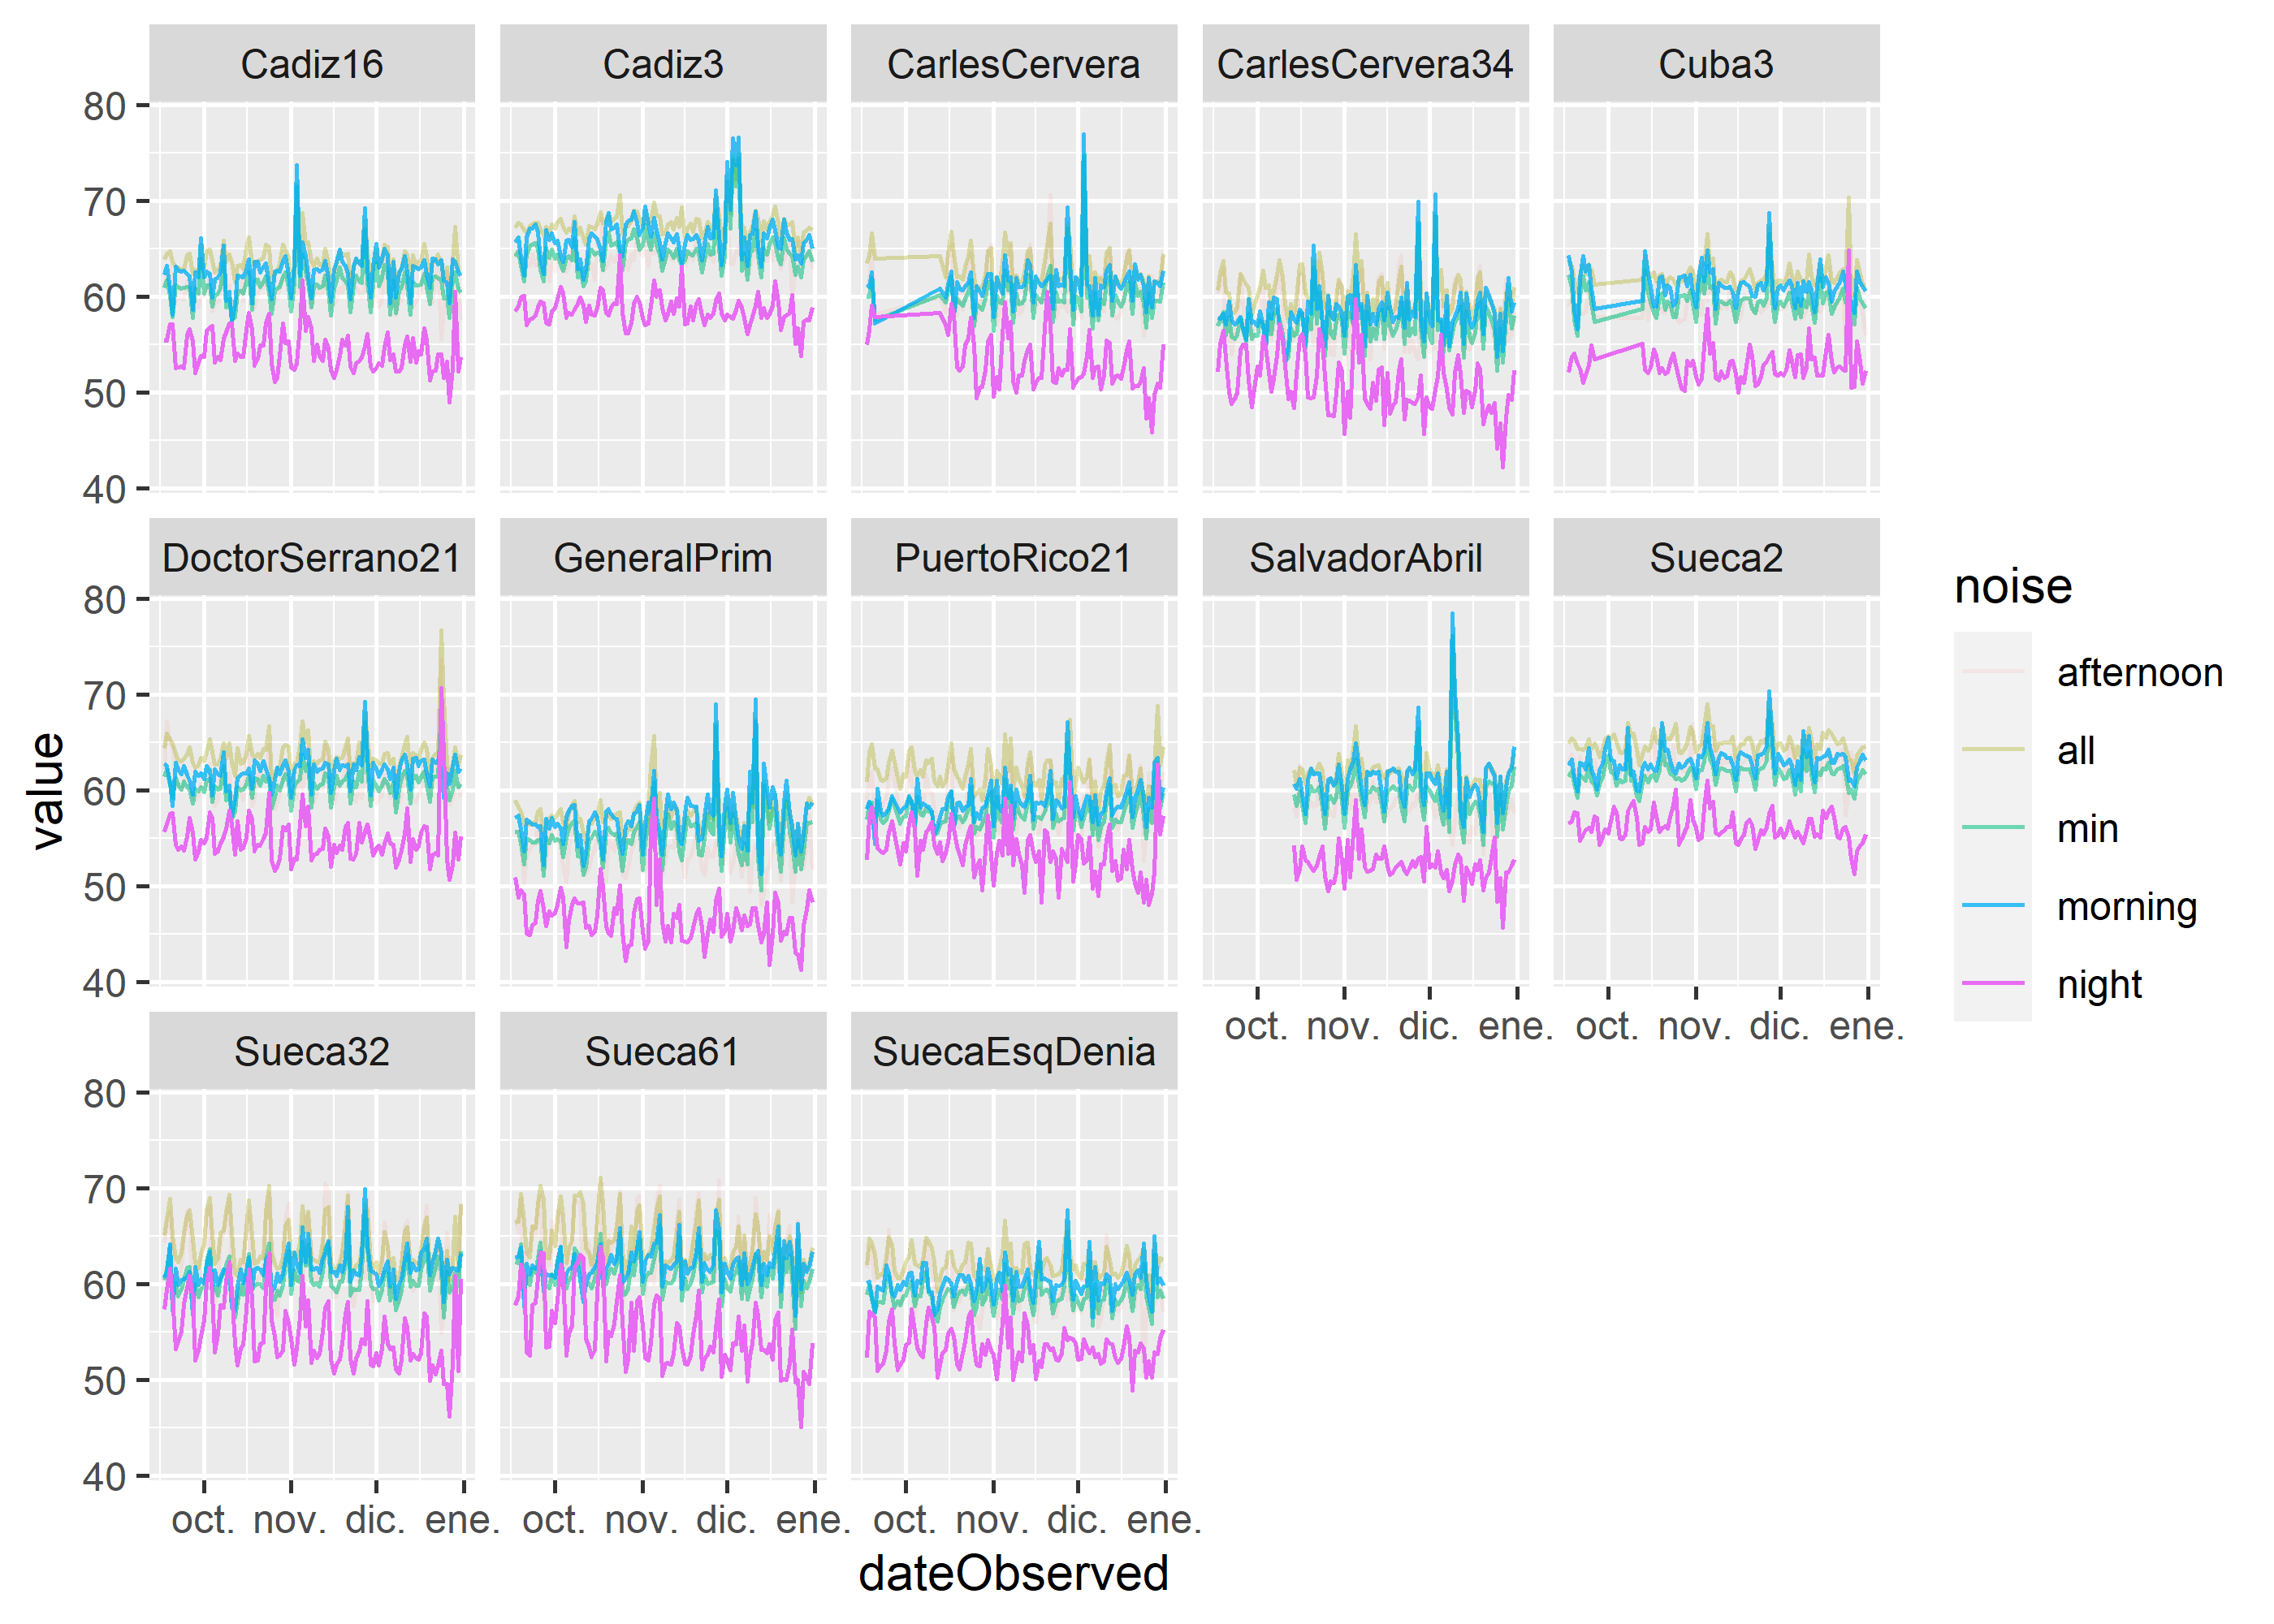 Cadiz16 Cadiz3 CarlesCervera CarlesCervera34 Cuba3
80
70
60
50
40
DoctorSerrano21 GeneralPrim PuertoRico21 SalvadorAbril Sueca2
80
70
60
50
40
oct. nov. dic. ene. oct. nov. dic. ene.
Sueca32 Sueca61 SuecaEsqDenia
80
70
60
50
40
oct. nov. dic. ene. oct. nov. dic. ene. oct. nov. dic. ene.
dateObserved
value
noise
afternoon
all
min
morning
night